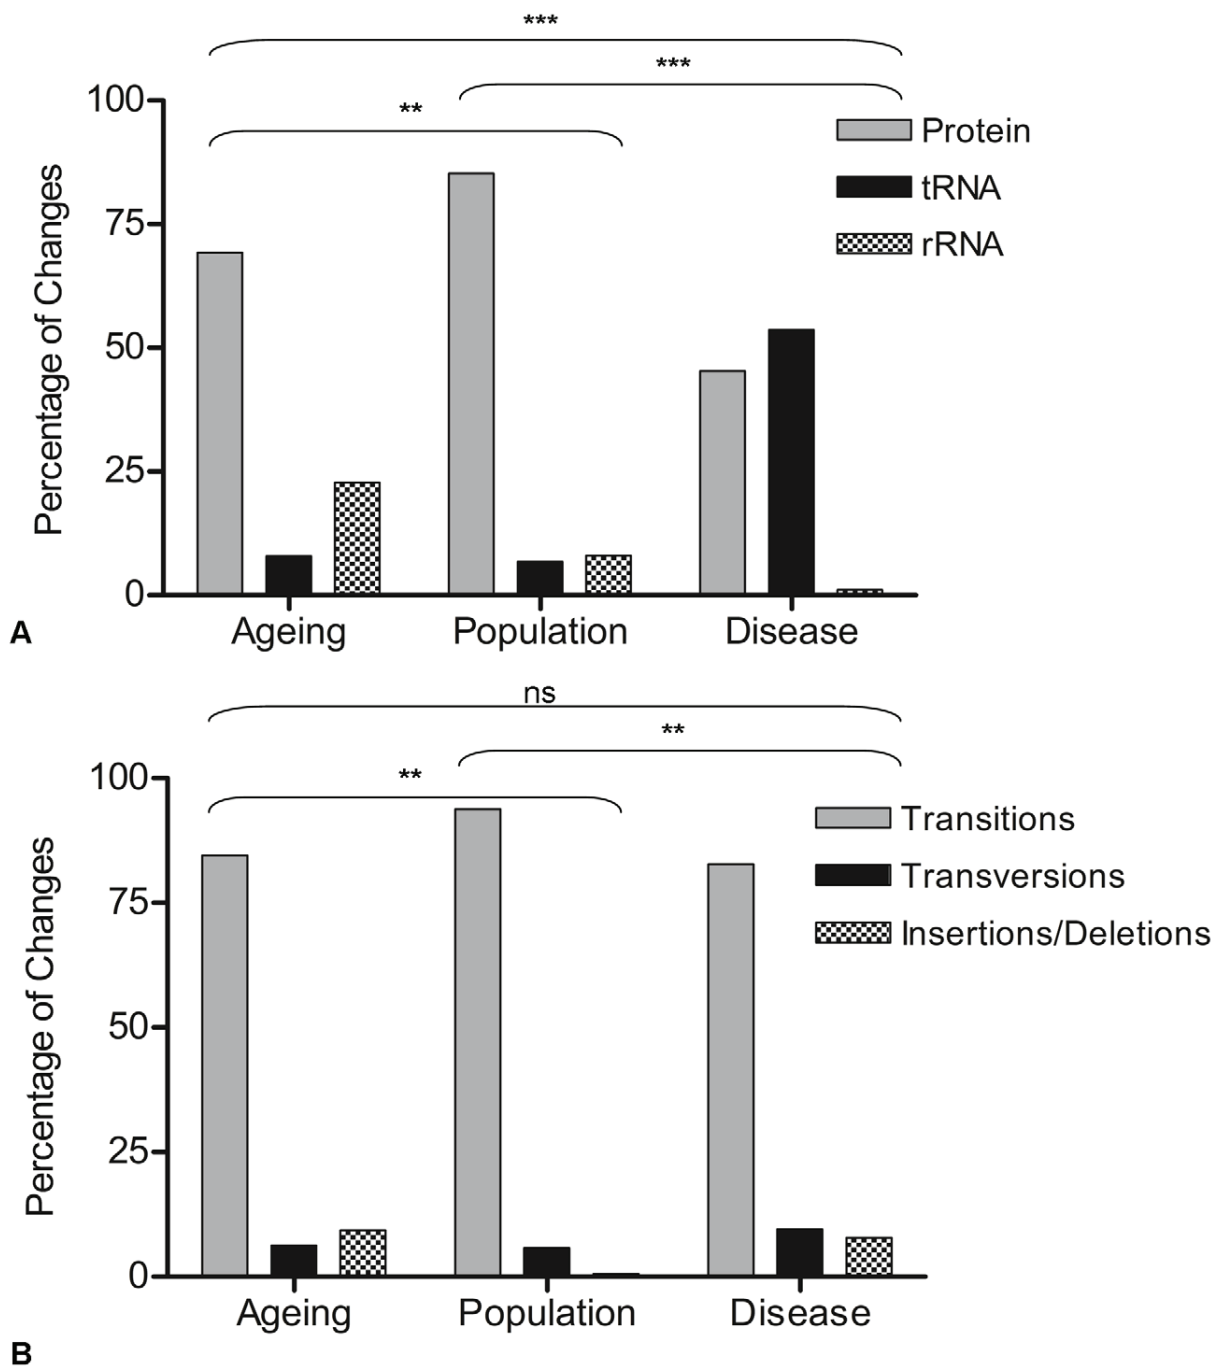 ***
***
**
100
75
50
25
0
Percentage of Changes
Protein
tRNA
rRNA
Ageing Population Disease
A
ns
**
**
100
75
50
25
0
Percentage of Changes
Transitions
Transversions
Insertions/Deletions
Ageing Population Disease
B